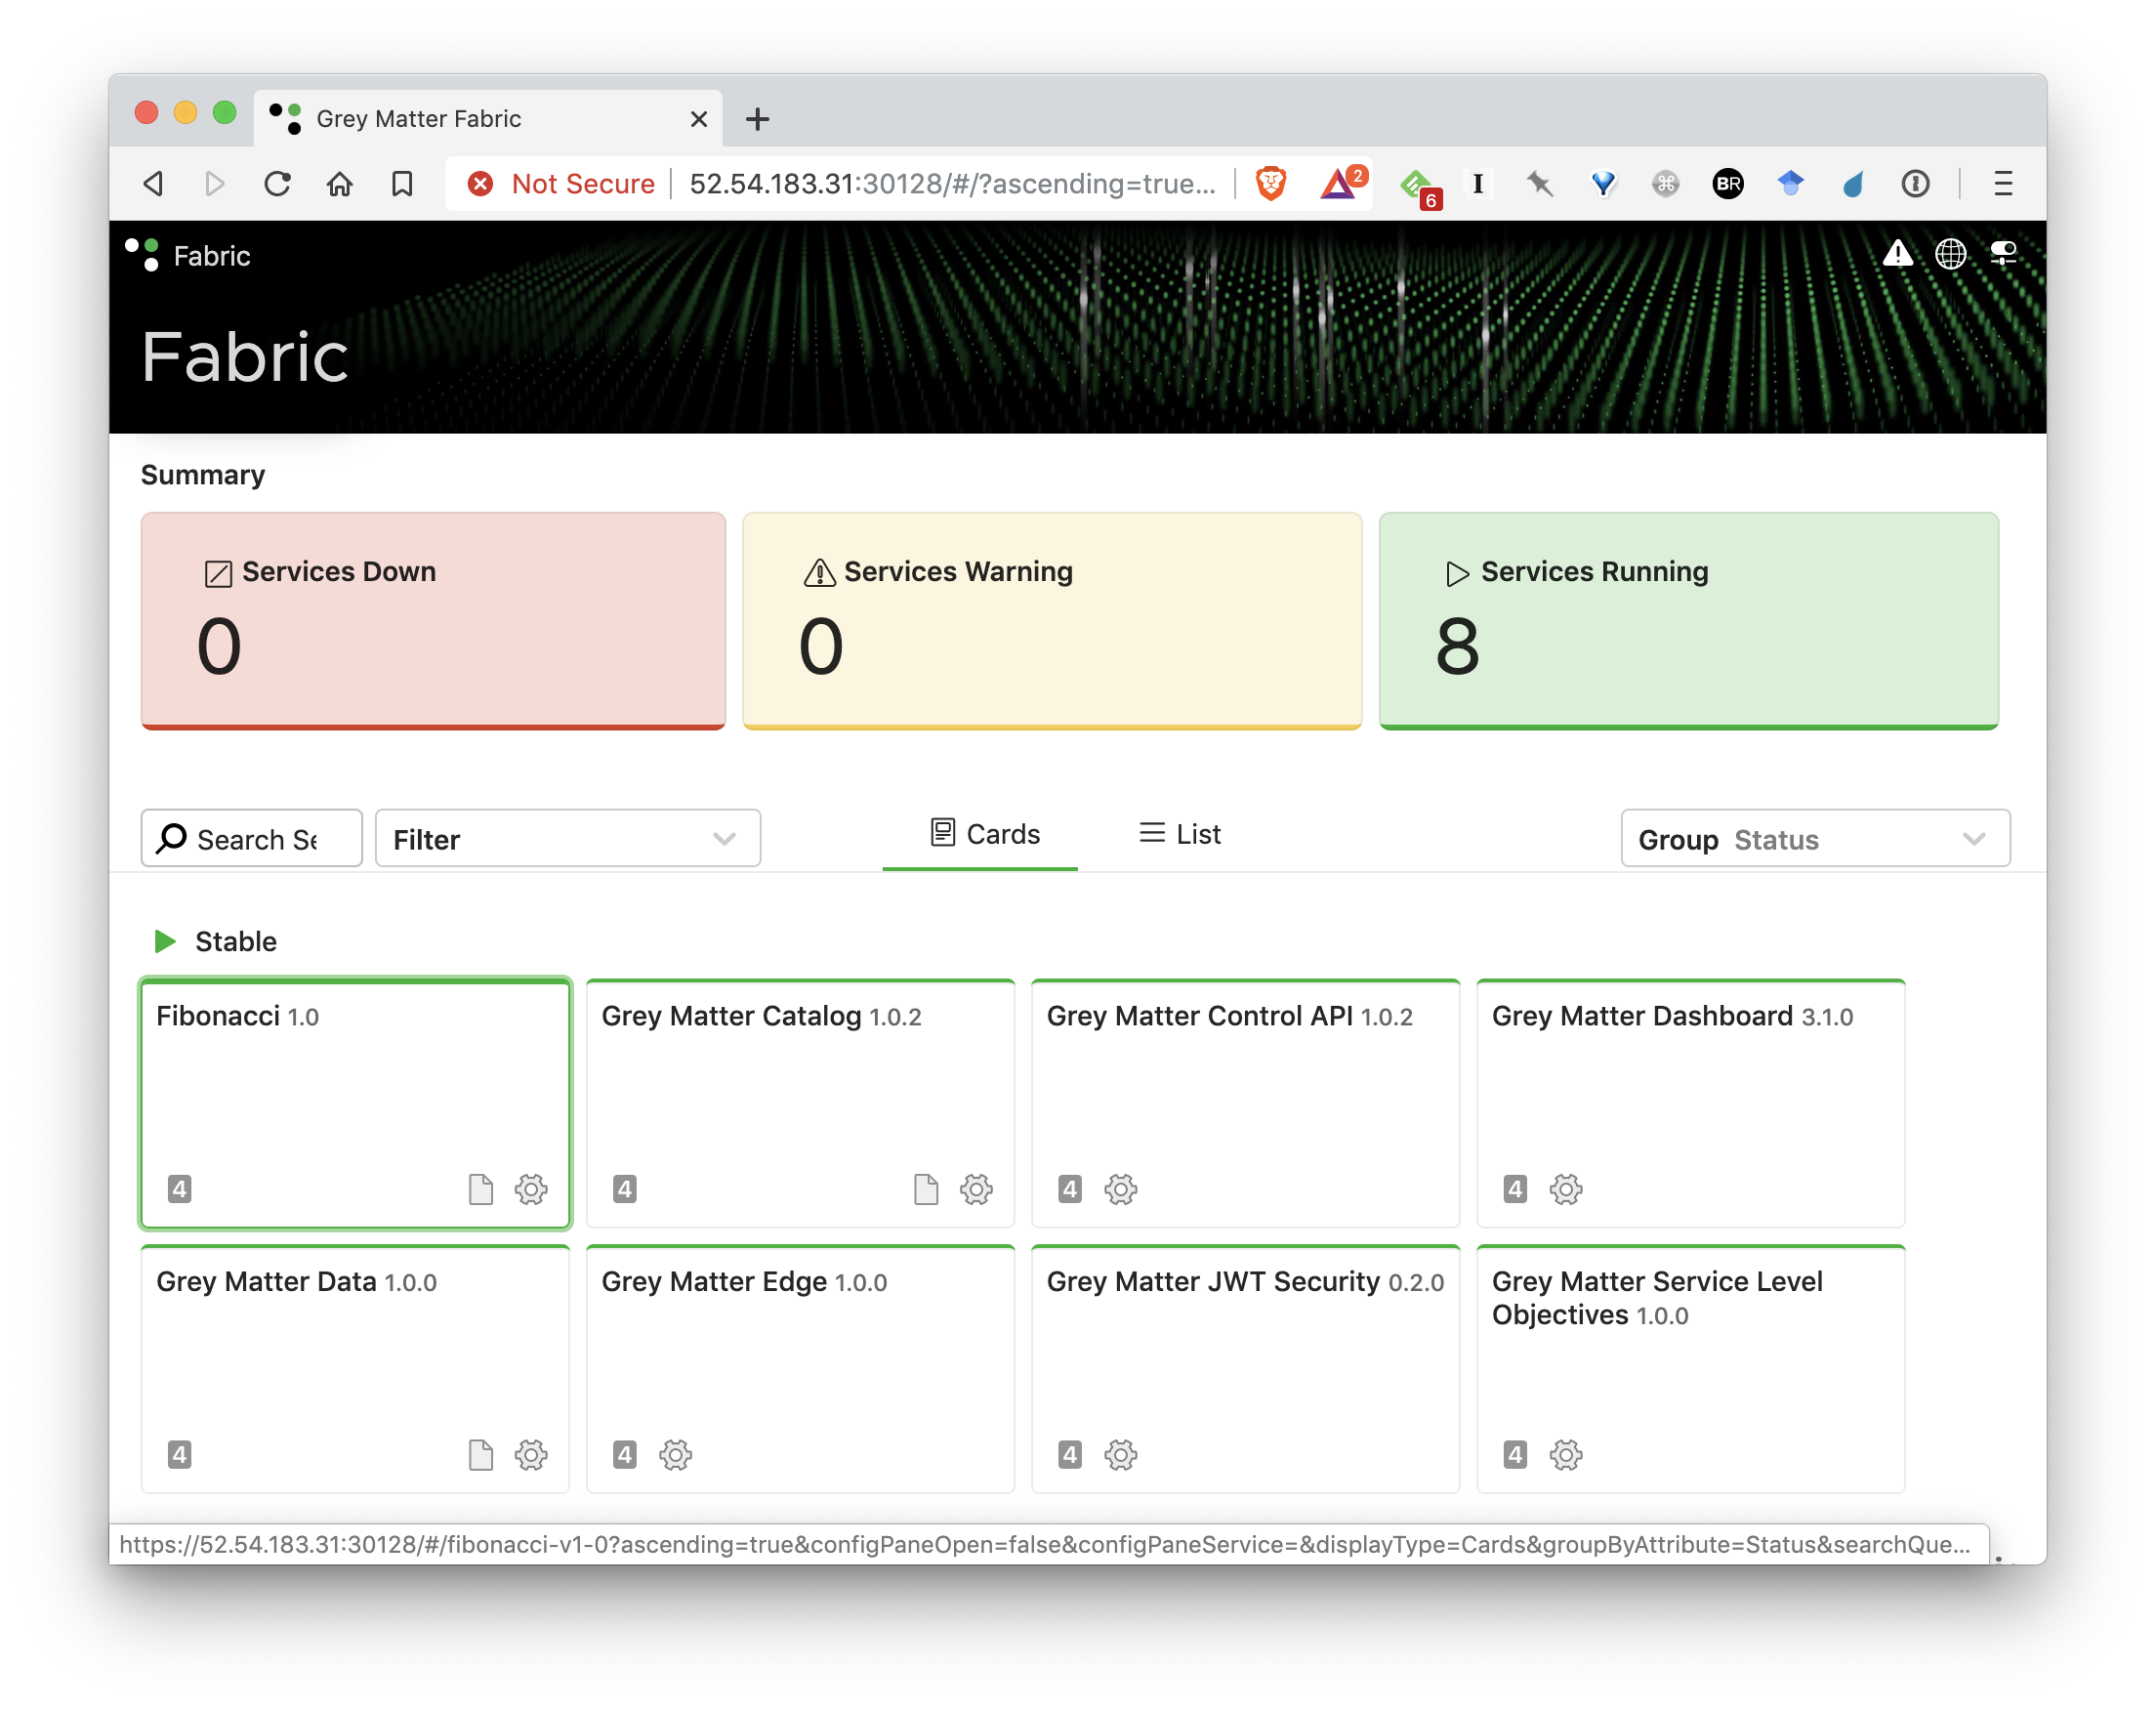 Grey Matter Fabric
Not Secure 52.54.183.31:30128/#/?ascending=true... 2 6 I BR
Fabric
Fabric
Summary
Services Down
0
Services Warning
0
Services Running
8
Search Se
Filter
Cards
List
Group Status
Stable
Fibonacci 1.0
4
Grey Matter Catalog 1.0.2
4
Grey Matter Control API 1.0.2
4
Grey Matter Dashboard 3.1.0
4
Grey Matter Data 1.0.0
4
Grey Matter Edge 1.0.0
4
Grey Matter JWT Security 0.2.0
4
Grey Matter Service Level
Objectives 1.0.0
4
https://52.54.183.31:30128/#/fibonacci-v1-0?ascending=true&configPaneOpen=false&configPaneService=&displayType=Cards&groupByAttribute=Status&searchQue...